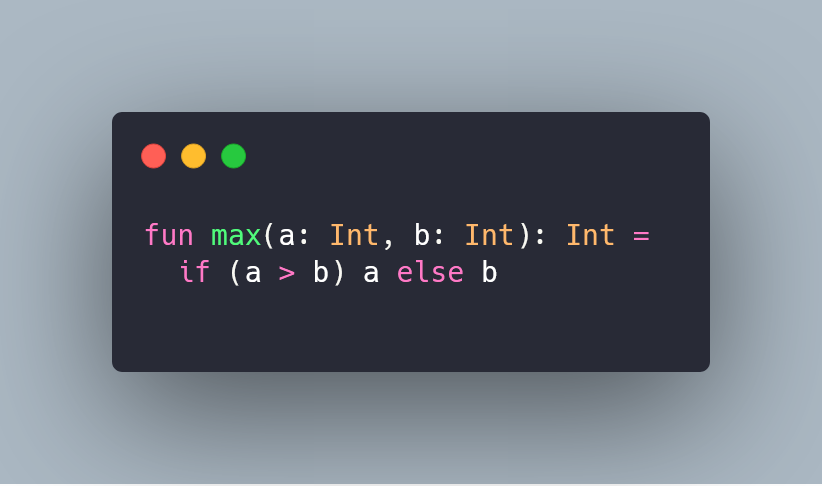 fun max(a: Int, b: Int): Int =
  if (a > b) a else b